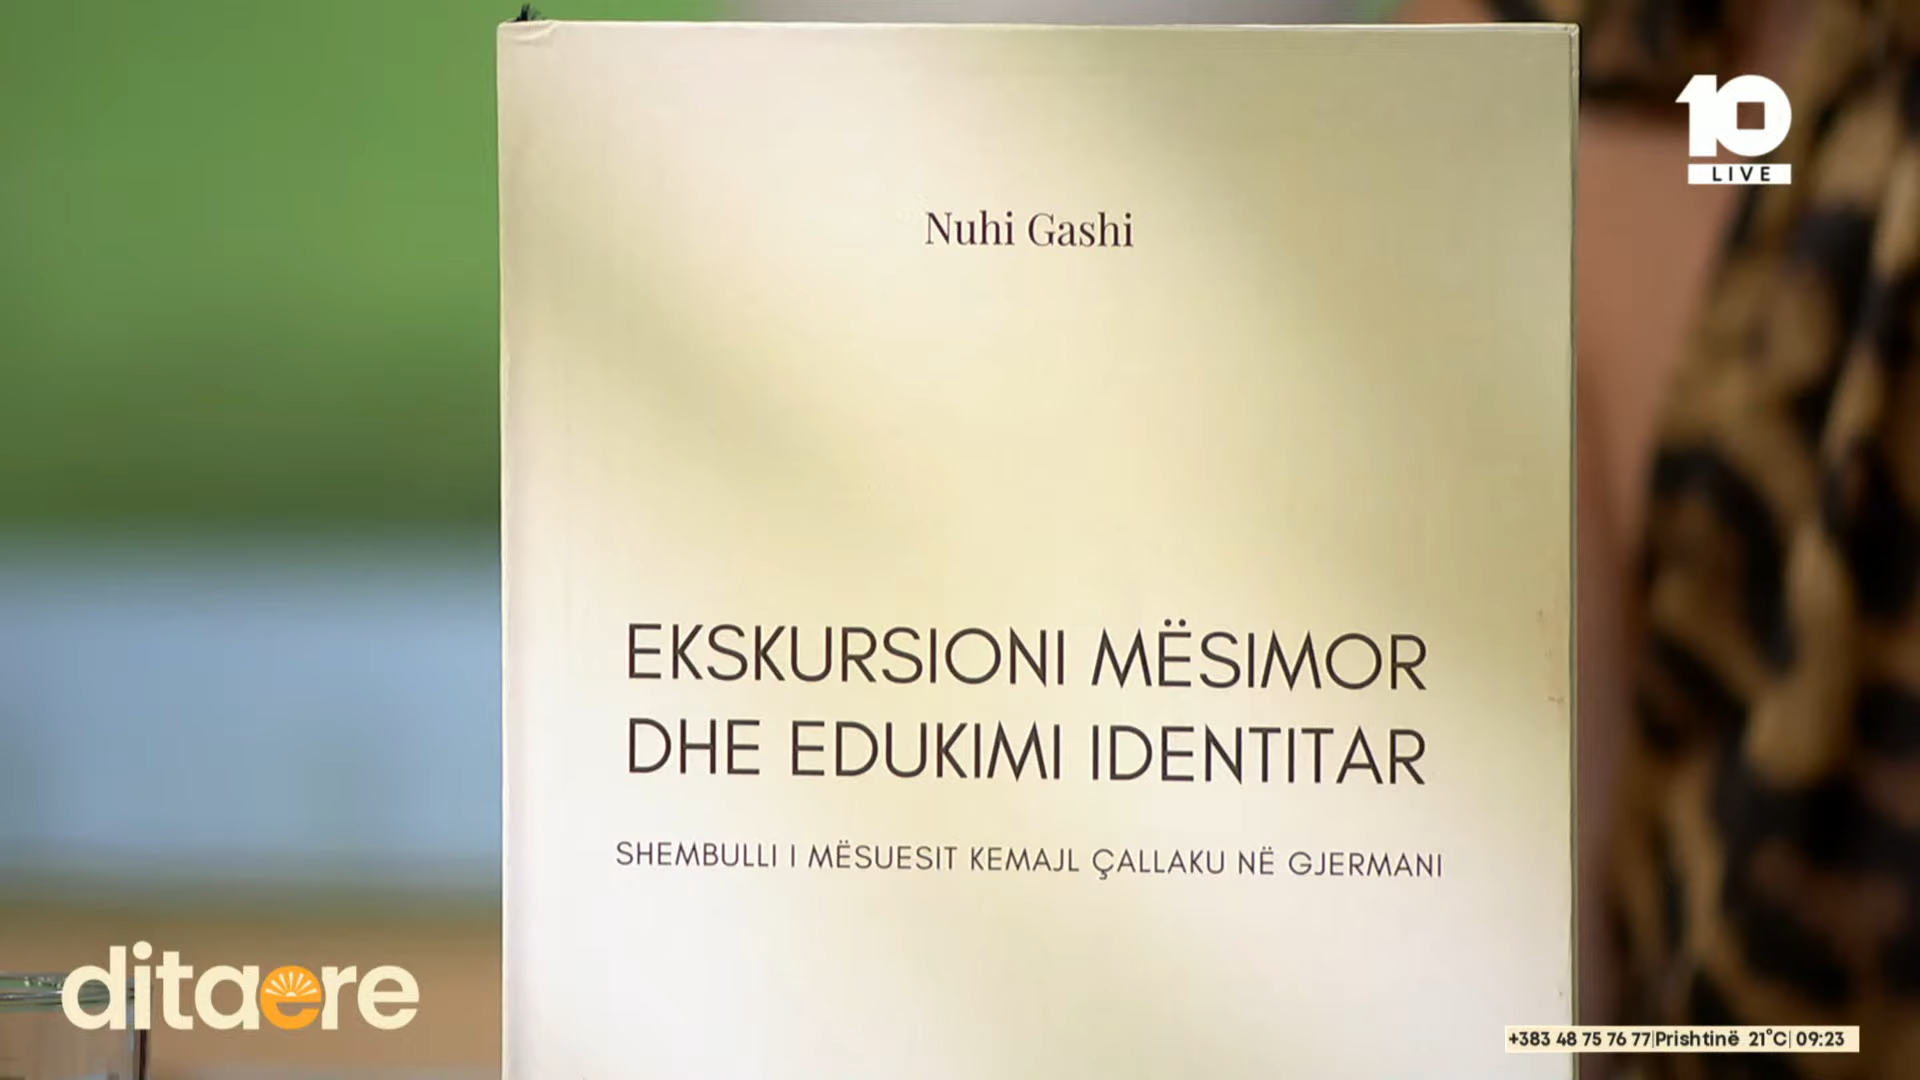 10
LIVE
Nuhi Gashi
EKSKURSIONI MËSIMOR
DHE EDUKIMI IDENTITAR
SHEMBULLI I MËSUESIT KEMAJL ÇALLAKU NË GJERMANI
ditaere
+383 48 75 76 77|Prishtinë 21°C| 09:23